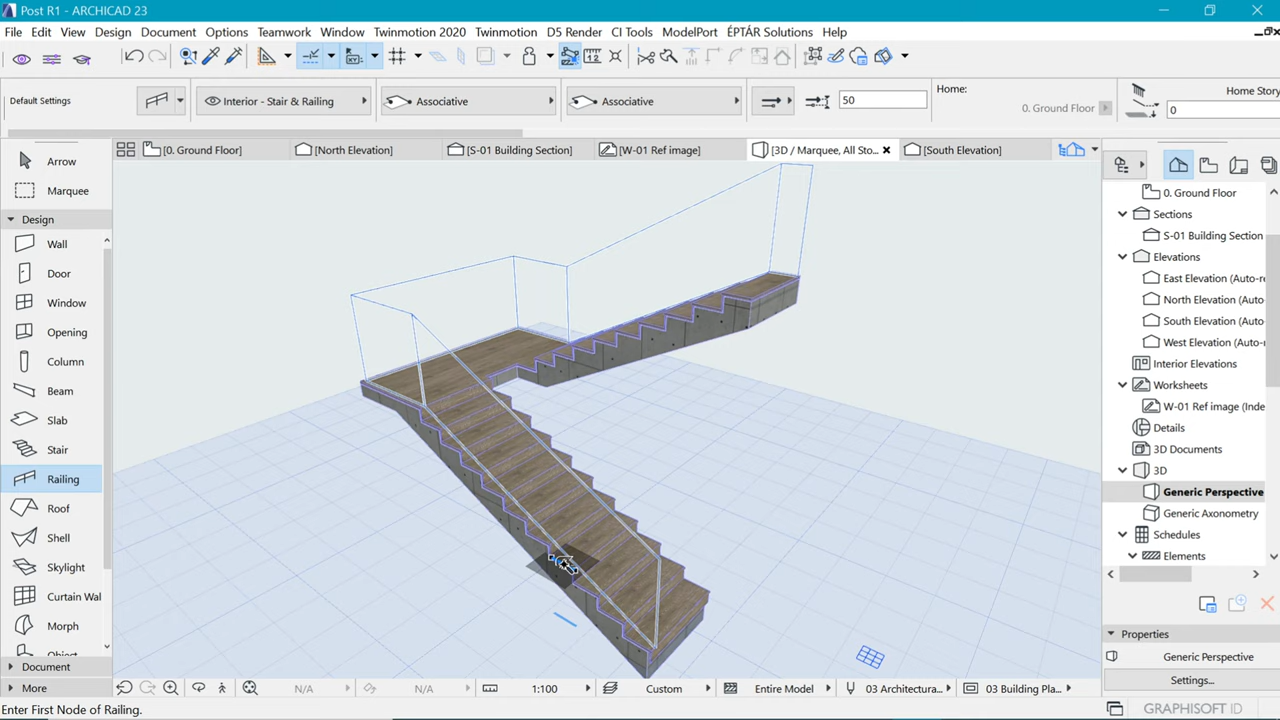 Post R1 - ARCHICAD 23
File Edit View Design Document Options Teamwork Window Twinmotion 2020 Twinmotion D5 Render CI Tools ModelPort ÉPTÁR Solutions Help
Default Settings
Interior - Stair & Railing
Associative
Associative
50
Home:
0. Ground Floor
Home Story
0
[0. Ground Floor]
[North Elevation]
[S-01 Building Section]
[W-01 Ref image]
[3D / Marquee, All Sto...
[South Elevation]
Arrow
Marquee
Design
Wall
Door
Window
Opening
Column
Beam
Slab
Stair
Railing
Roof
Shell
Skylight
Curtain Wal
Morph
Object
Document
More
0. Ground Floor
Sections
S-01 Building Section
Elevations
East Elevation (Auto-r
North Elevation (Auto-
South Elevation (Auto-
West Elevation (Auto-
Interior Elevations
Worksheets
W-01 Ref image (Inde
Details
3D Documents
3D
Generic Perspective
Generic Axonometry
Schedules
Elements
Properties
Generic Perspective
Settings...
N/A
N/A
1:100
Custom
Entire Model
03 Architectura...
03 Building Pla...
Enter First Node of Railing.
GRAPHISOFT ID